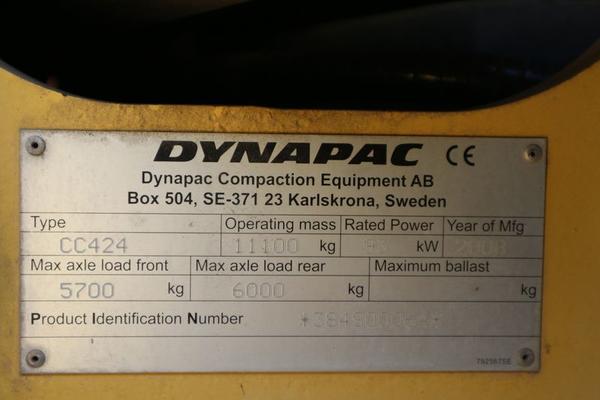 DYNAPAC CE
Dynapac Compaction Equipment AB
Box 504, SE-371 23 Karlskrona, Sweden
Type Operating mass Rated Power Year of Mfg
CC424 11100 kg kW 2008
Max axle load front Max axle load rear Maximum ballast
5700 kg 6000 kg kg
Product Identification Number